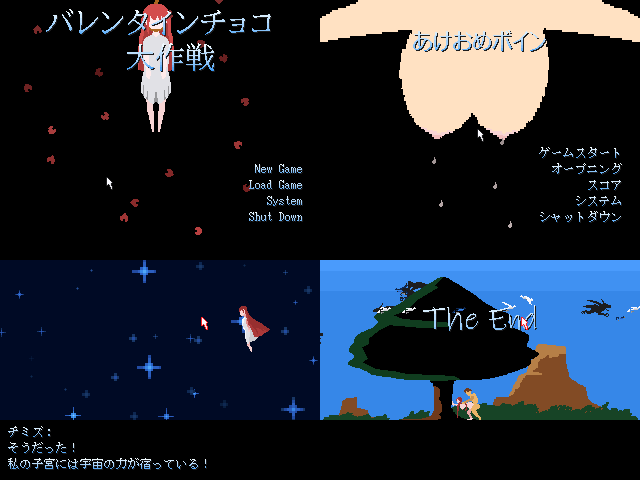 バレンタインチョコ
大作戦
New Game
Load Game
System
Shut Down
あけおめボイン
ゲームスタート
オープニング
スコア
システム
シャットダウン
チミズ：
そうだった！
私の子宮には宇宙の力が宿っている！
The End